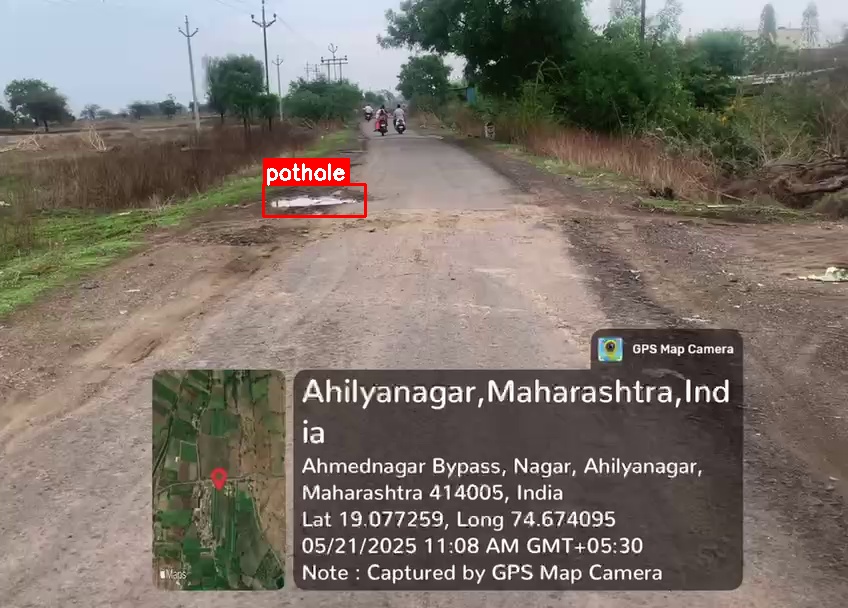 pothole
GPS Map Camera
Ahilyanagar,Maharashtra,Ind
ia
Ahmednagar Bypass, Nagar, Ahilyanagar,
Maharashtra 414005, India
Lat 19.077259, Long 74.674095
05/21/2025 11:08 AM GMT+05:30
Note : Captured by GPS Map Camera
Maps